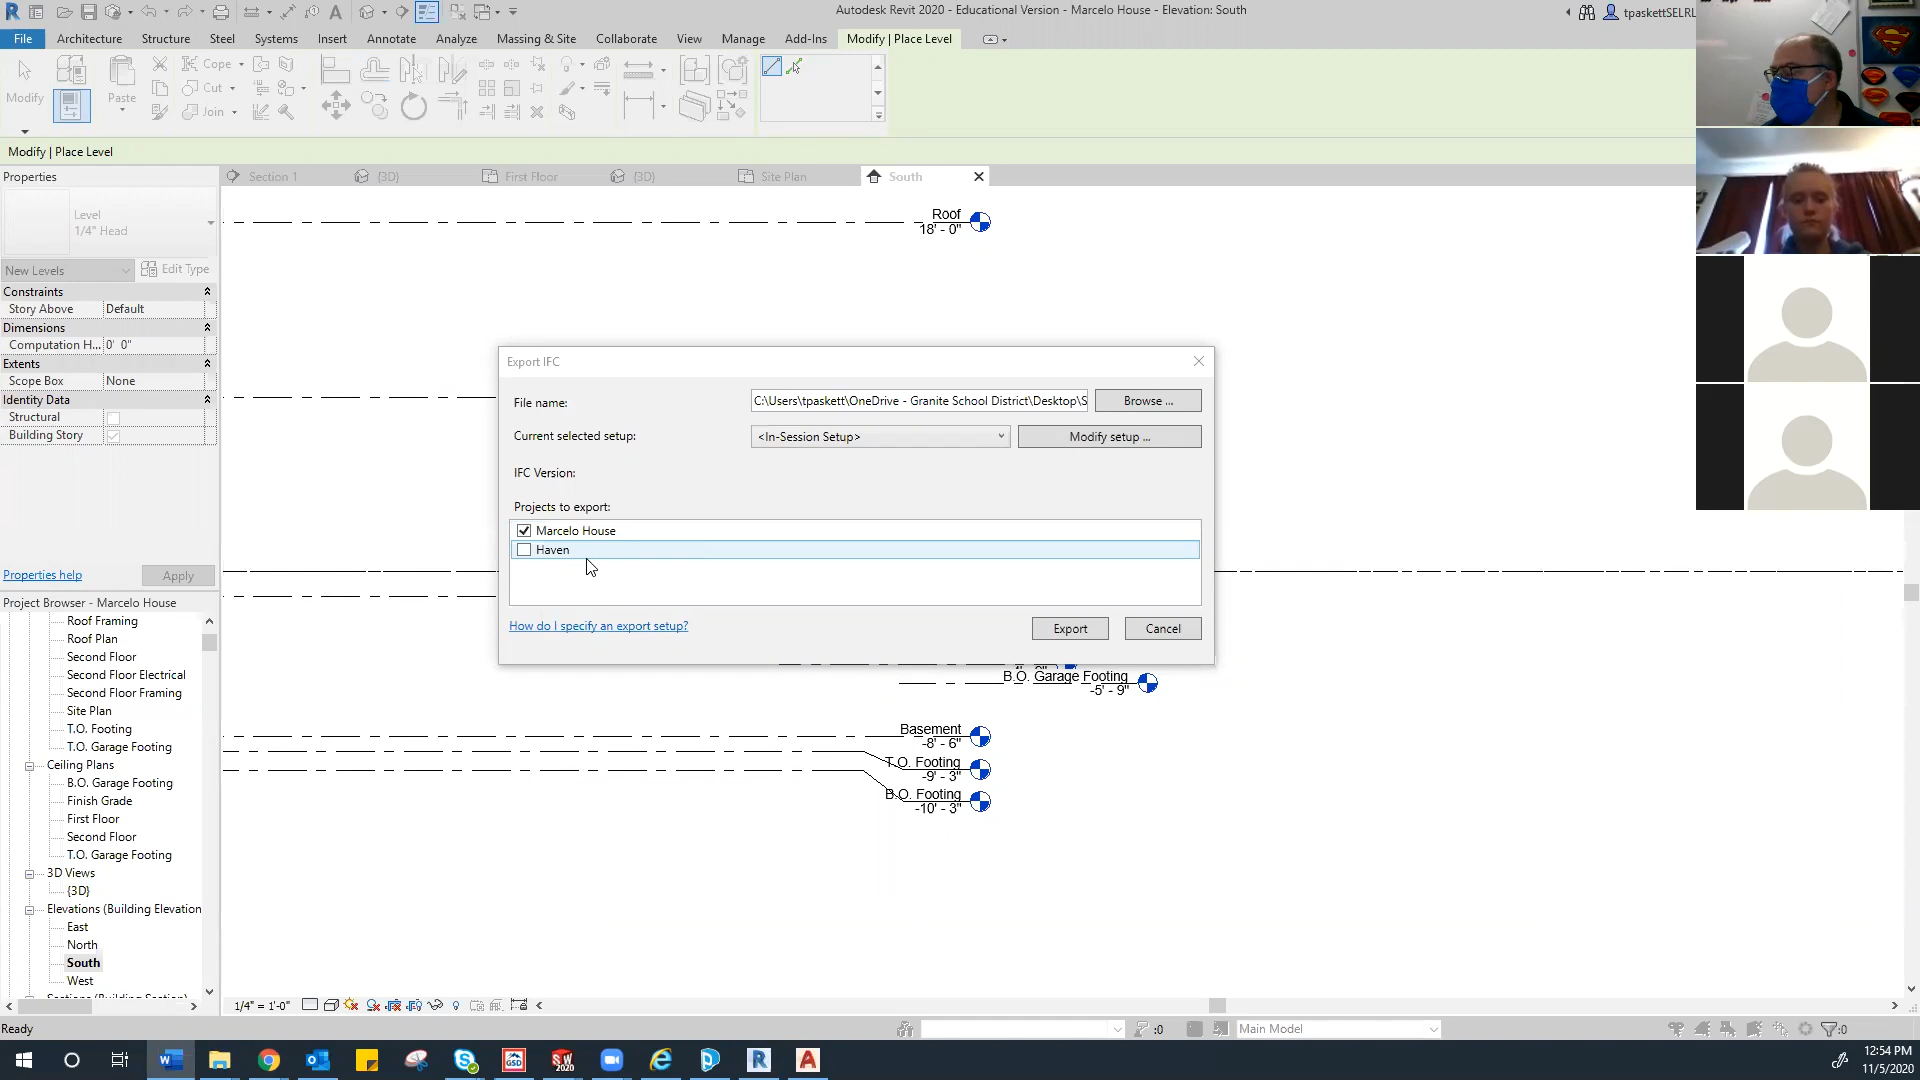 Autodesk Revit 2020 - Educational Version - Marcelo House - Elevation: South
tpaskettSELRL
File
Architecture
Structure
Steel
Systems
Insert
Annotate
Analyze
Massing & Site
Collaborate
View
Manage
Add-Ins
Modify | Place Level
Modify
Paste
Cope
Cut
Join
Modify | Place Level
Properties
Section 1
{3D}
First Floor
{3D}
Site Plan
South
Level
1/4" Head
New Levels
Edit Type
Constraints
Story Above
Default
Dimensions
Computation H...
0' 0"
Extents
Scope Box
None
Identity Data
Structural
Building Story
Properties help
Apply
Project Browser - Marcelo House
Roof Framing
Roof Plan
Second Floor
Second Floor Electrical
Second Floor Framing
Site Plan
T.O. Footing
T.O. Garage Footing
Ceiling Plans
B.O. Garage Footing
Finish Grade
First Floor
Second Floor
T.O. Garage Footing
3D Views
{3D}
Elevations (Building Elevation
East
North
South
West
Sections (Building Section)
Roof
18' - 0"
Export IFC
File name:
C:\Users\tpaskett\OneDrive - Granite School District\Desktop\S
Browse ...
Current selected setup:
<In-Session Setup>
Modify setup ...
IFC Version:
Projects to export:
Marcelo House
Haven
How do I specify an export setup?
Export
Cancel
B.O. Garage Footing
-5' - 9"
Basement
-8' - 6"
T.O. Footing
-9' - 3"
B.O. Footing
-10' - 3"
1/4" = 1'-0"
Ready
:0
Main Model
:0
GSD
SW
2020
12:54 PM
11/5/2020